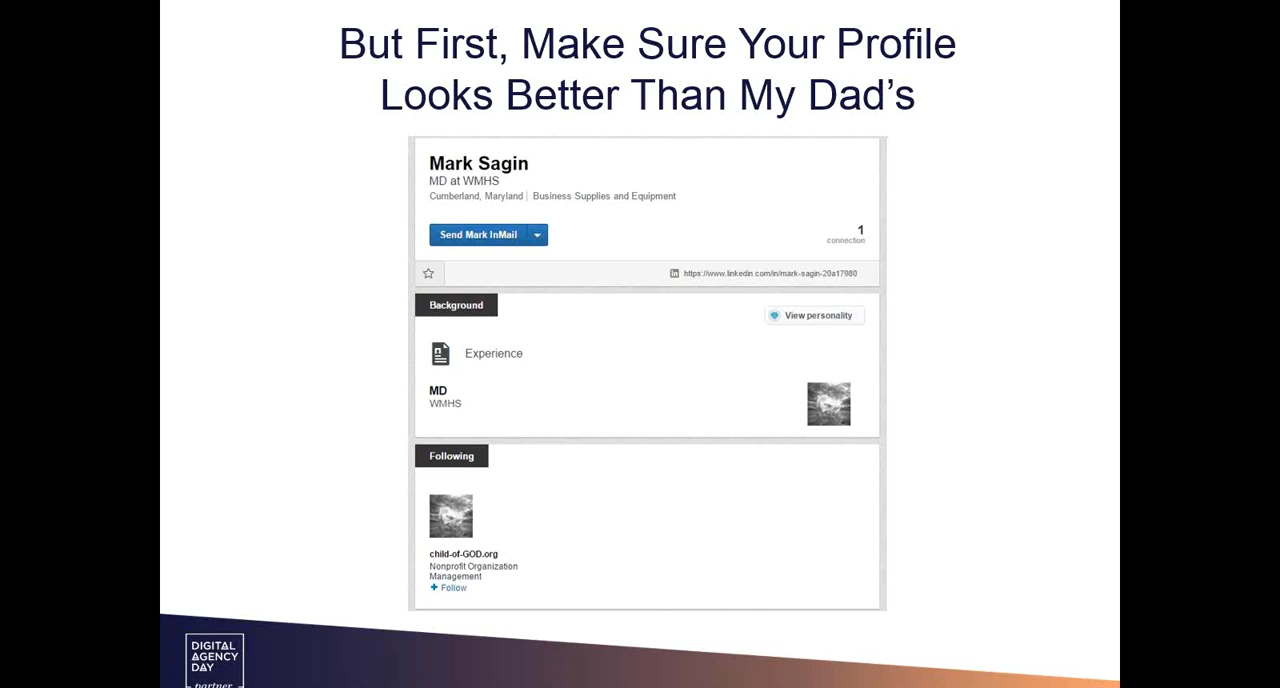 But First, Make Sure Your Profile
Looks Better Than My Dad's
Mark Sagin
MD at WMHS
Cumberland, Maryland | Business Supplies and Equipment
Send Mark InMail
1
connection
https://www.linkedin.com/in/mark-sagin-20a17980
Background
View personality
Experience
MD
WMHS
Following
child-of-GOD.org
Nonprofit Organization
Management
+ Follow
DIGITAL
AGENCY
DAY
partner